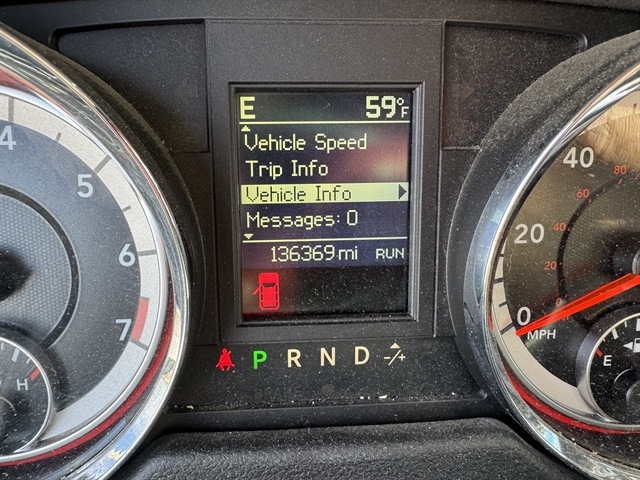 E 59°F
Vehicle Speed
Trip Info
Vehicle Info
Messages: 0
136369 mi RUN
P R N D -/+
4
5
6
7
H
40
20
0
MPH
80
60
40
20
0
E